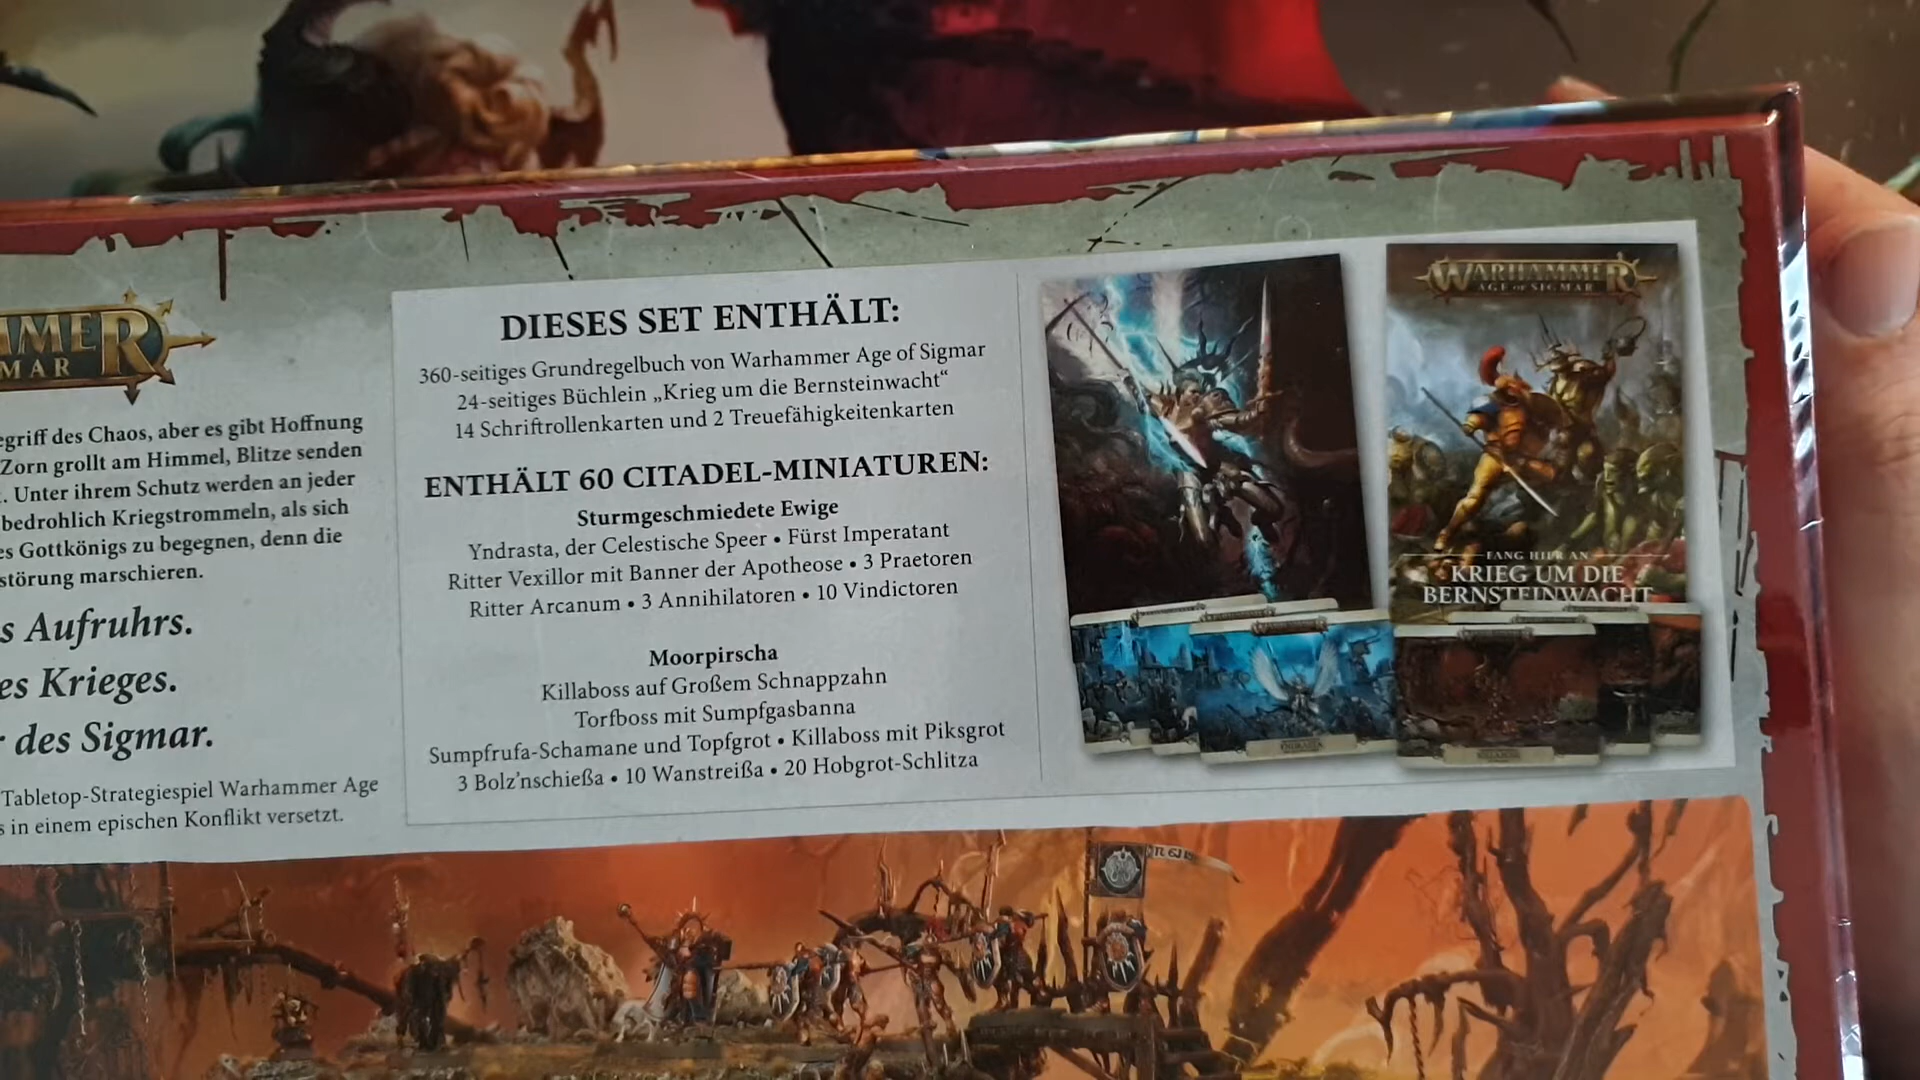 MMER
MAR
egriff des Chaos, aber es gibt Hoffnung
Zorn grollt am Himmel, Blitze senden
. Unter ihrem Schutz werden an jeder
bedrohlich Kriegstrommeln, als sich
es Gottkönigs zu begegnen, denn die
störung marschieren.
s Aufruhrs.
es Krieges.
r des Sigmar.
Tabletop-Strategiespiel Warhammer Age
s in einem epischen Konflikt versetzt.
DIESES SET ENTHÄLT:
360-seitiges Grundregelbuch von Warhammer Age of Sigmar
24-seitiges Büchlein „Krieg um die Bernsteinwacht“
14 Schriftrollenkarten und 2 Treuefähigkeitenkarten
ENTHÄLT 60 CITADEL-MINIATUREN:
Sturmgeschmiedete Ewige
Yndrasta, der Celestische Speer • Fürst Imperatant
Ritter Vexillor mit Banner der Apotheose • 3 Praetoren
Ritter Arcanum • 3 Annihilatoren • 10 Vindictoren
Moorpirscha
Killaboss auf Großem Schnappzahn
Torfboss mit Sumpfgasbanna
Sumpfrufa-Schamane und Topfgrot • Killaboss mit Piksgrot
3 Bolz'nschießa • 10 Wanstreißa • 20 Hobgrot-Schlitza
WARHAMMER
AGE OF SIGMAR
FANG HIER AN
KRIEG UM DIE
BERNSTEINWACHT